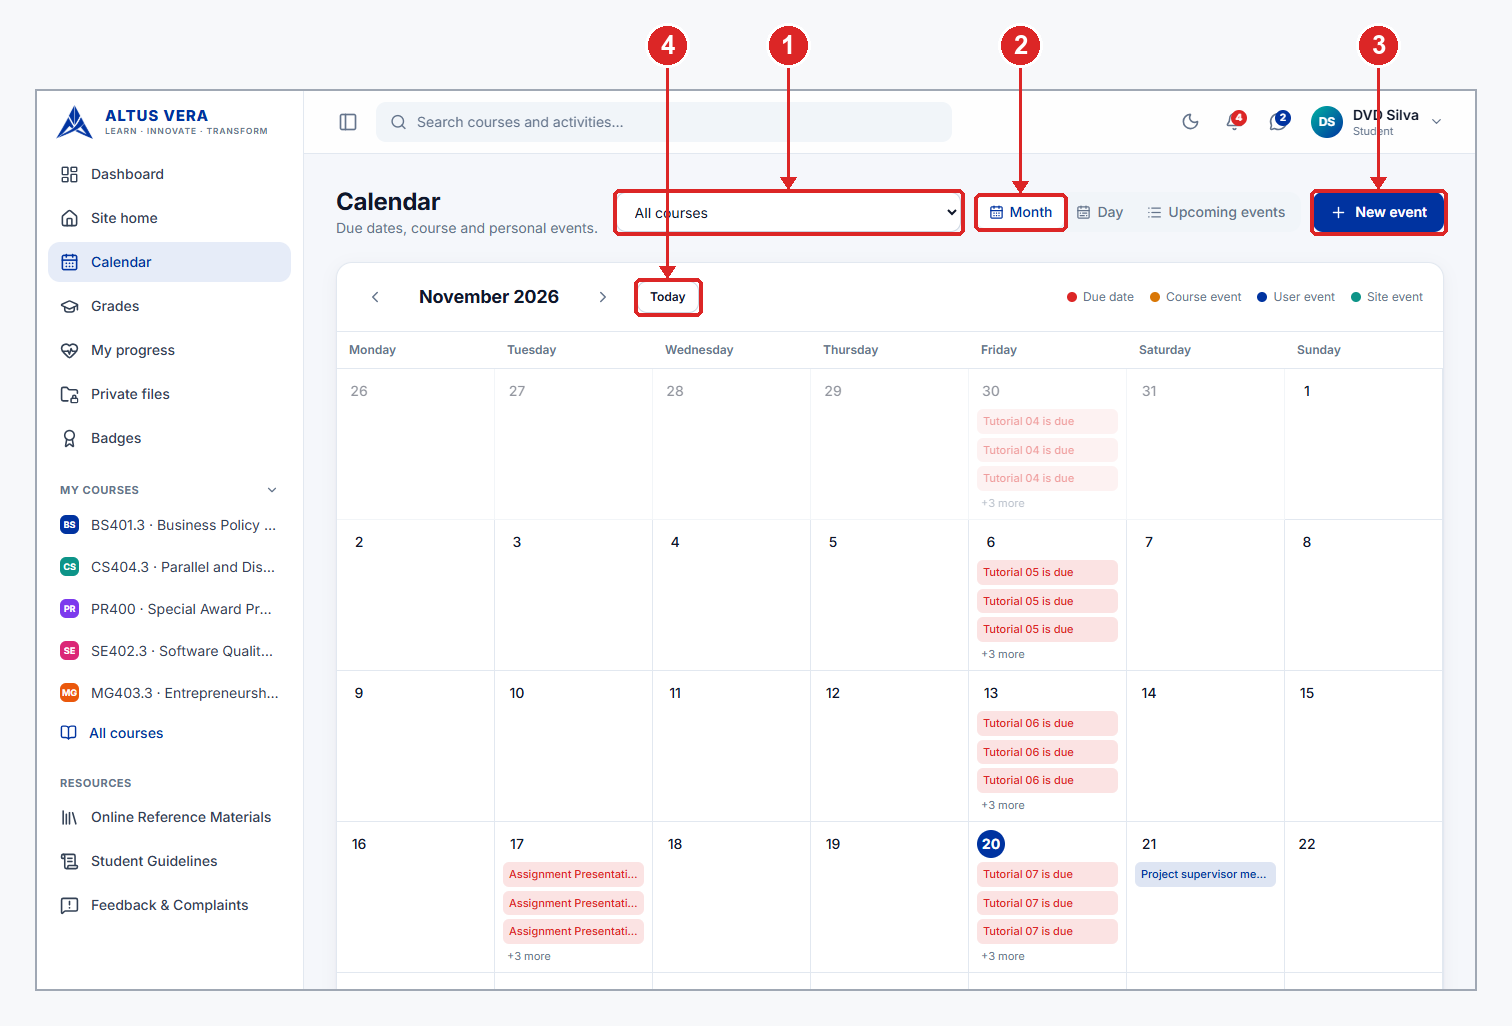 4
1
2
3
ALTUS VERA
LEARN · INNOVATE · TRANSFORM
Search courses and activities...
4
2
DS
DVD Silva
Student
Dashboard
Site home
Calendar
Grades
My progress
Private files
Badges
MY COURSES
BS BS401.3 · Business Policy ...
CS CS404.3 · Parallel and Dis...
PR PR400 · Special Award Pr...
SE SE402.3 · Software Qualit...
MG MG403.3 · Entrepreneursh...
All courses
RESOURCES
Online Reference Materials
Student Guidelines
Feedback & Complaints
Calendar
Due dates, course and personal events.
All courses
Month
Day
Upcoming events
+ New event
November 2026
Today
Due date
Course event
User event
Site event
Monday Tuesday Wednesday Thursday Friday Saturday Sunday
26 27 28 29 30 31 1
Tutorial 04 is due
Tutorial 04 is due
Tutorial 04 is due
+3 more
2 3 4 5 6 7 8
Tutorial 05 is due
Tutorial 05 is due
Tutorial 05 is due
+3 more
9 10 11 12 13 14 15
Tutorial 06 is due
Tutorial 06 is due
Tutorial 06 is due
+3 more
16 17 18 19 20 21 22
Assignment Presentati... Tutorial 07 is due Project supervisor me...
Assignment Presentati... Tutorial 07 is due
Assignment Presentati... Tutorial 07 is due
+3 more +3 more